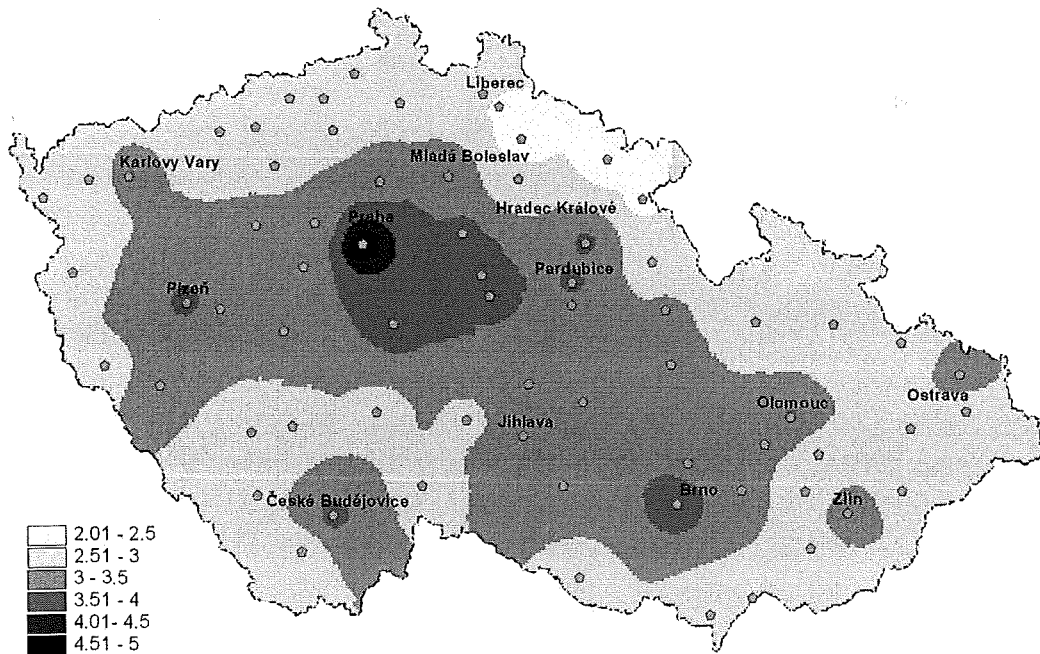 Liberec
Karlovy Vary
Mladá Boleslav
Hradec Králové
Praha
Pardubice
Plzeň
Ostrava
Olomouc
Jihlava
Brno
České Budějovice
Zlín
2.01 - 2.5
2.51 - 3
3 - 3.5
3.51 - 4
4.01- 4.5
4.51 - 5